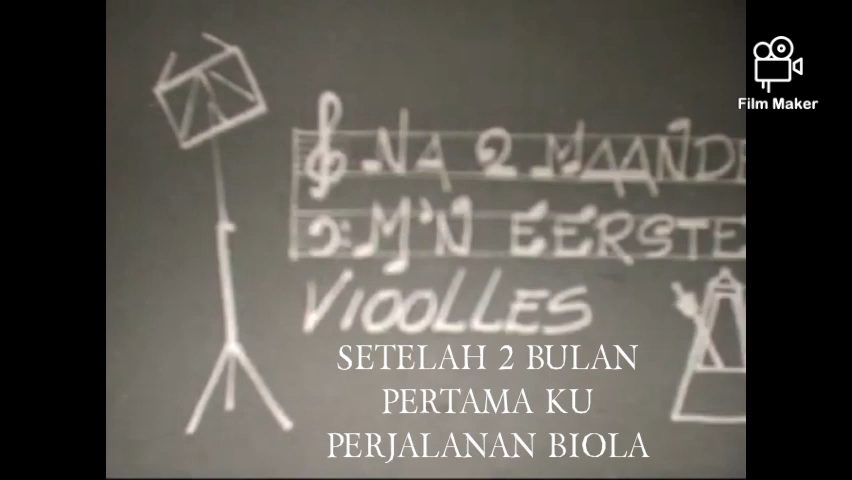 Film Maker
NA 2 MAANDE
M'N EERSTE
VIOOLLES
SETELAH 2 BULAN
PERTAMA KU
PERJALANAN BIOLA